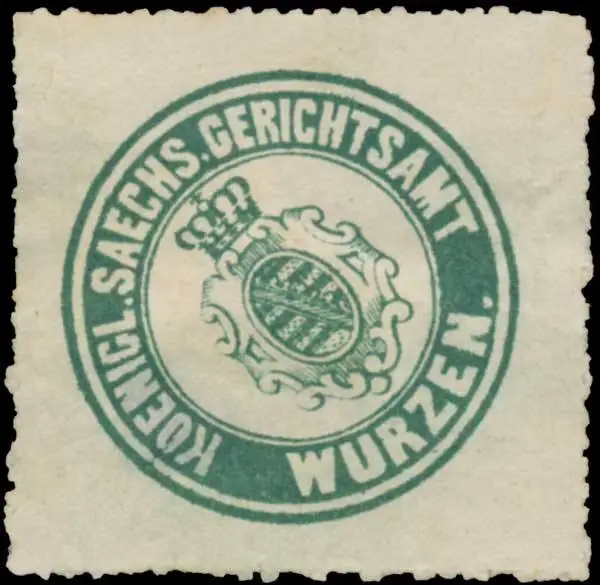 KOENIGL. SAECHS. GERICHTSAMT
WURZEN.